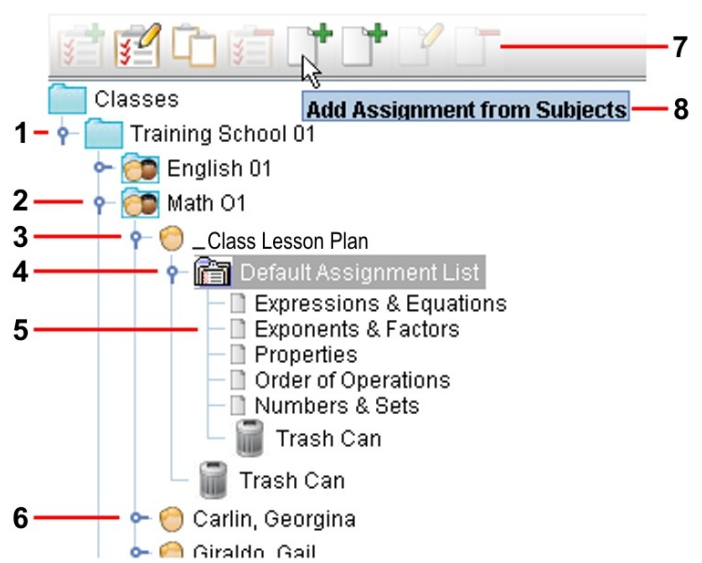 7
Add Assignment from Subjects 8
Classes
1 Training School 01
English 01
2 Math O1
3 _Class Lesson Plan
4 Default Assignment List
Expressions & Equations
5 Exponents & Factors
Properties
Order of Operations
Numbers & Sets
Trash Can
Trash Can
6 Carlin, Georgina
Giraldo, Gail